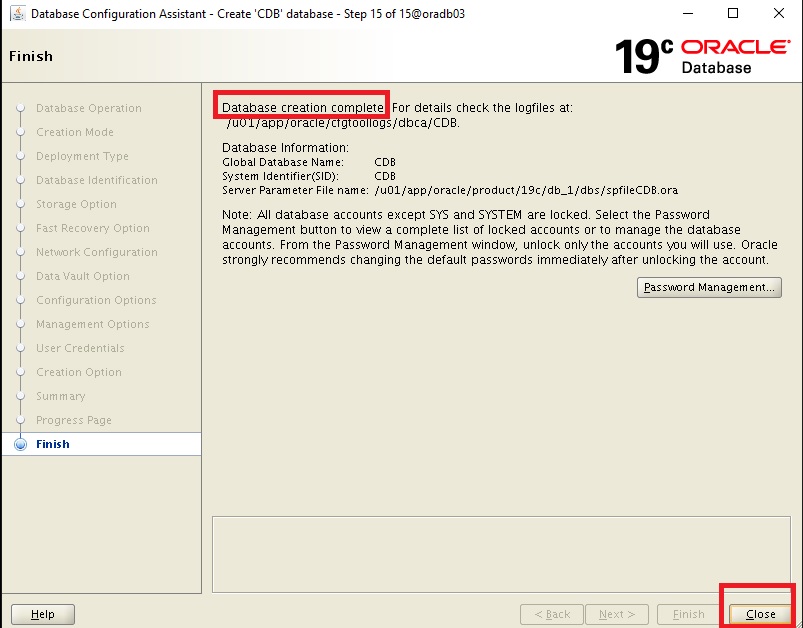 Database Configuration Assistant - Create 'CDB' database - Step 15 of 15@oradb03
Finish
19c ORACLE
Database
Database Operation
Creation Mode
Deployment Type
Database Identification
Storage Option
Fast Recovery Option
Network Configuration
Data Vault Option
Configuration Options
Management Options
User Credentials
Creation Option
Summary
Progress Page
Finish
Database creation complete. For details check the logfiles at:
/u01/app/oracle/cfgtoollogs/dbca/CDB.
Database Information:
Global Database Name: CDB
System Identifier(SID): CDB
Server Parameter File name: /u01/app/oracle/product/19c/db_1/dbs/spfileCDB.ora
Note: All database accounts except SYS and SYSTEM are locked. Select the Password
Management button to view a complete list of locked accounts or to manage the database
accounts. From the Password Management window, unlock only the accounts you will use. Oracle
strongly recommends changing the default passwords immediately after unlocking the account.
Password Management...
Help
< Back
Next >
Finish
Close